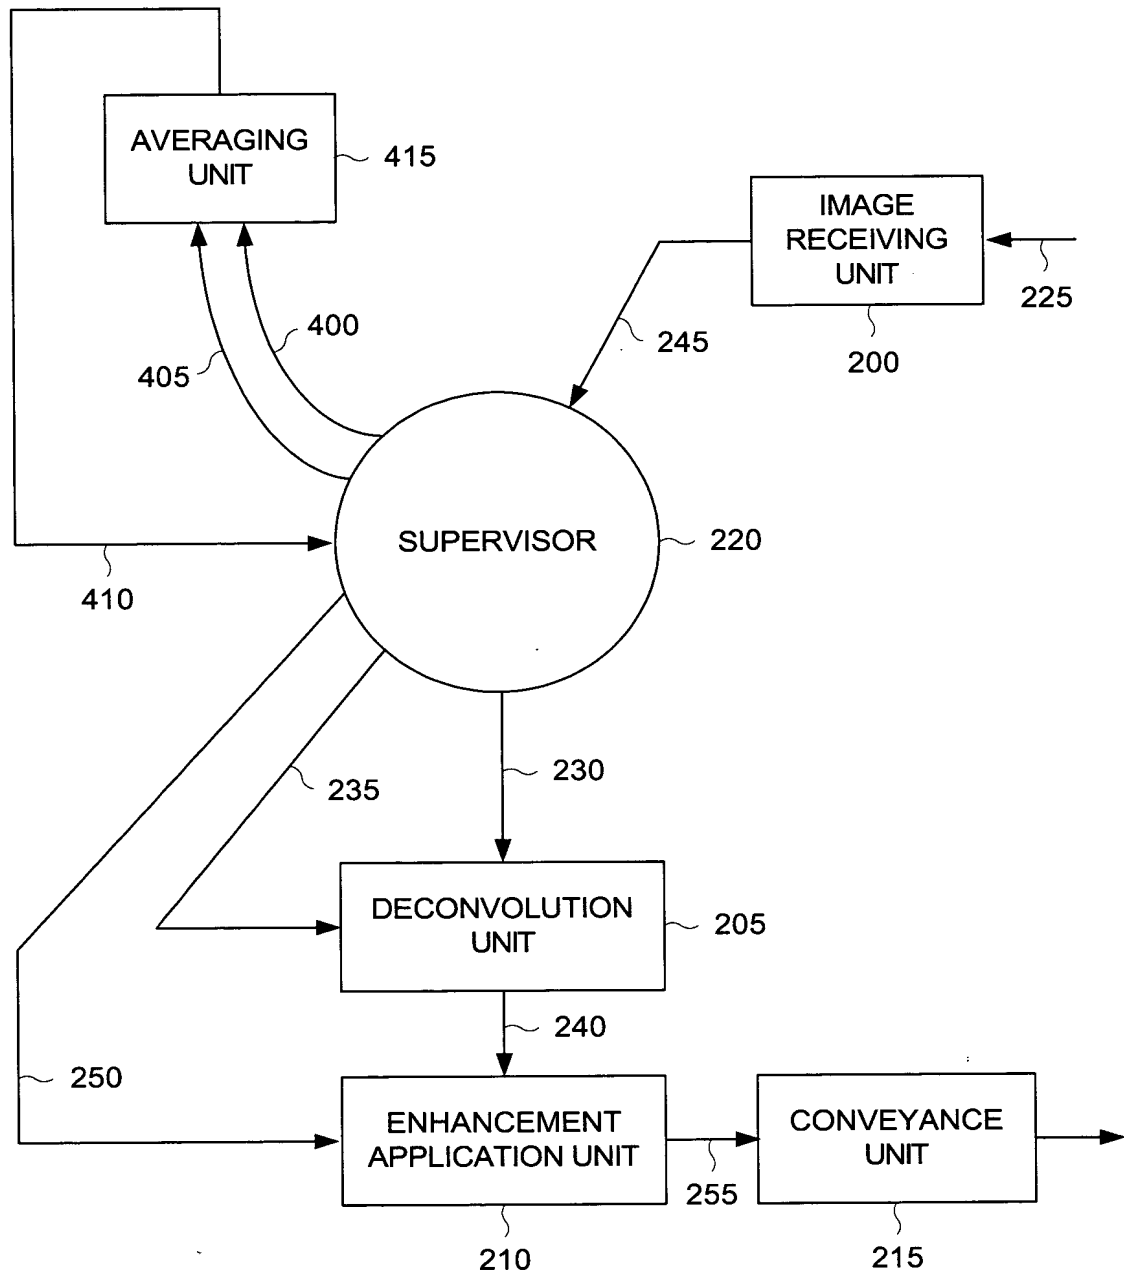 AVERAGING
UNIT
415
IMAGE
RECEIVING
UNIT
225
200
400
405
245
SUPERVISOR
220
410
230
235
DECONVOLUTION
UNIT
205
240
250
ENHANCEMENT
APPLICATION UNIT
CONVEYANCE
UNIT
255
210
215